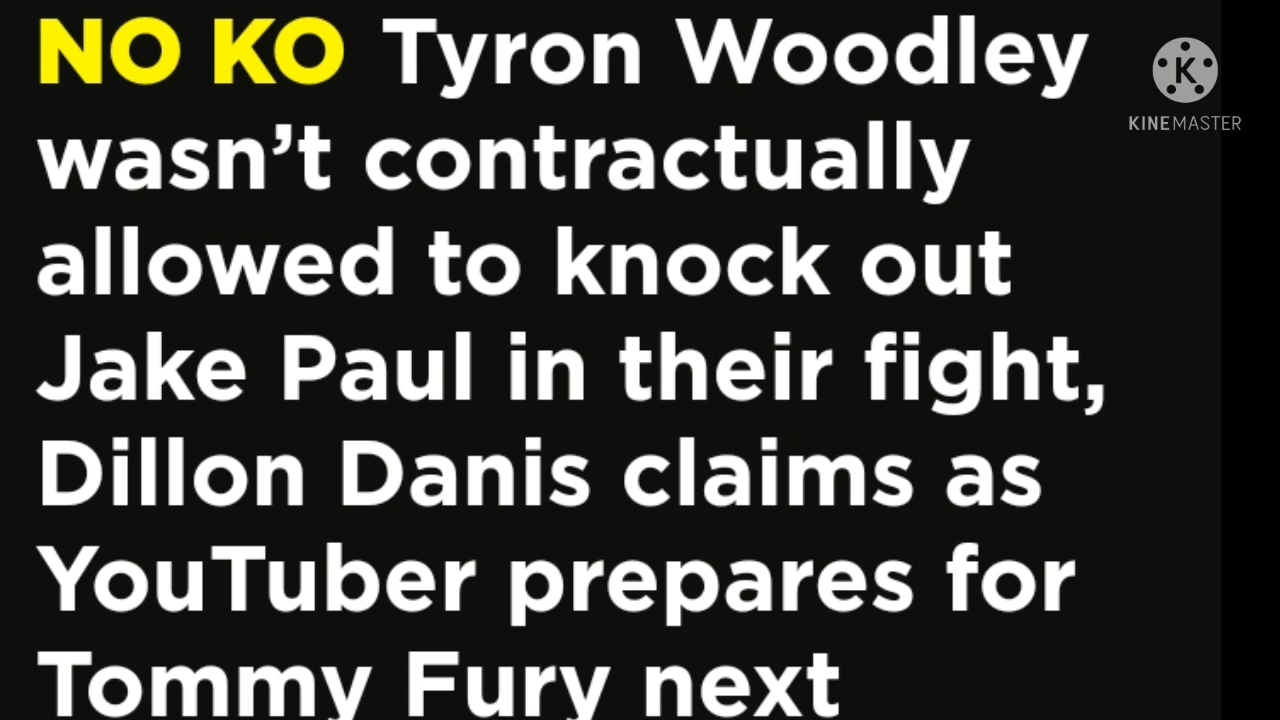 NO KO Tyron Woodley
wasn’t contractually
allowed to knock out
Jake Paul in their fight,
Dillon Danis claims as
YouTuber prepares for
Tommy Fury next
K
KINEMASTER